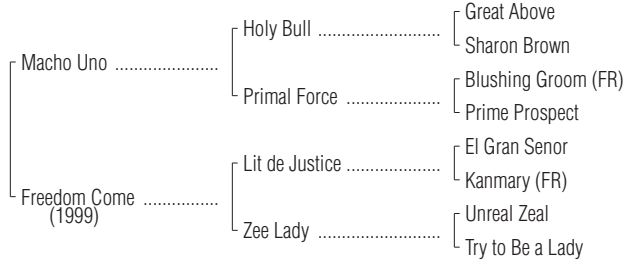 Great Above
Holy Bull ..........................
Sharon Brown
Macho Uno ......................
Blushing Groom (FR)
Primal Force ....................
Prime Prospect
El Gran Senor
Lit de Justice ....................
Kanmary (FR)
Freedom Come ................
(1999)
Unreal Zeal
Zee Lady ..........................
Try to Be a Lady